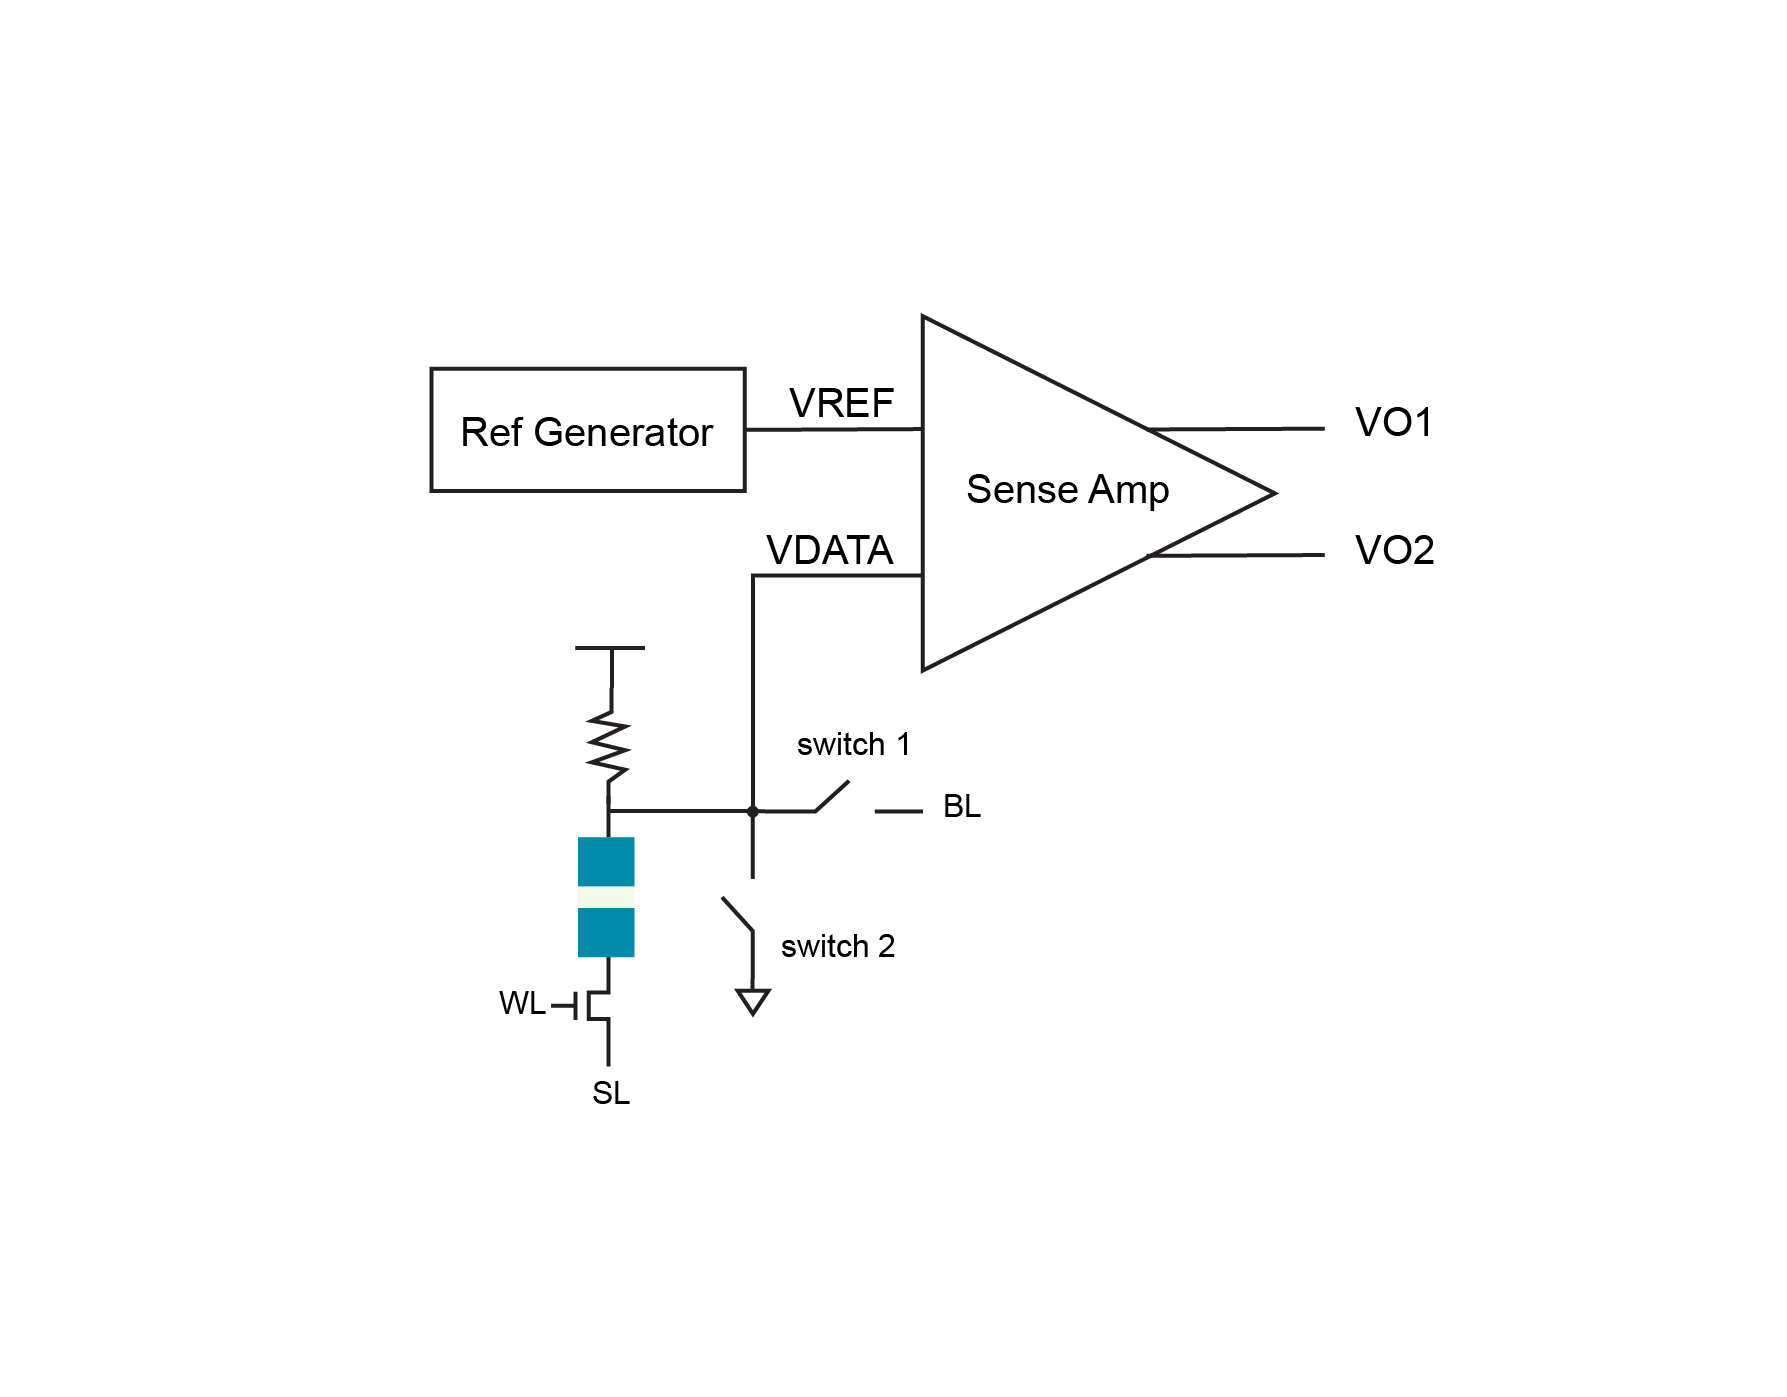 VREF
VO1
Ref Generator
Sense Amp
VDATA
VO2
switch 1
BL
switch 2
WL
SL